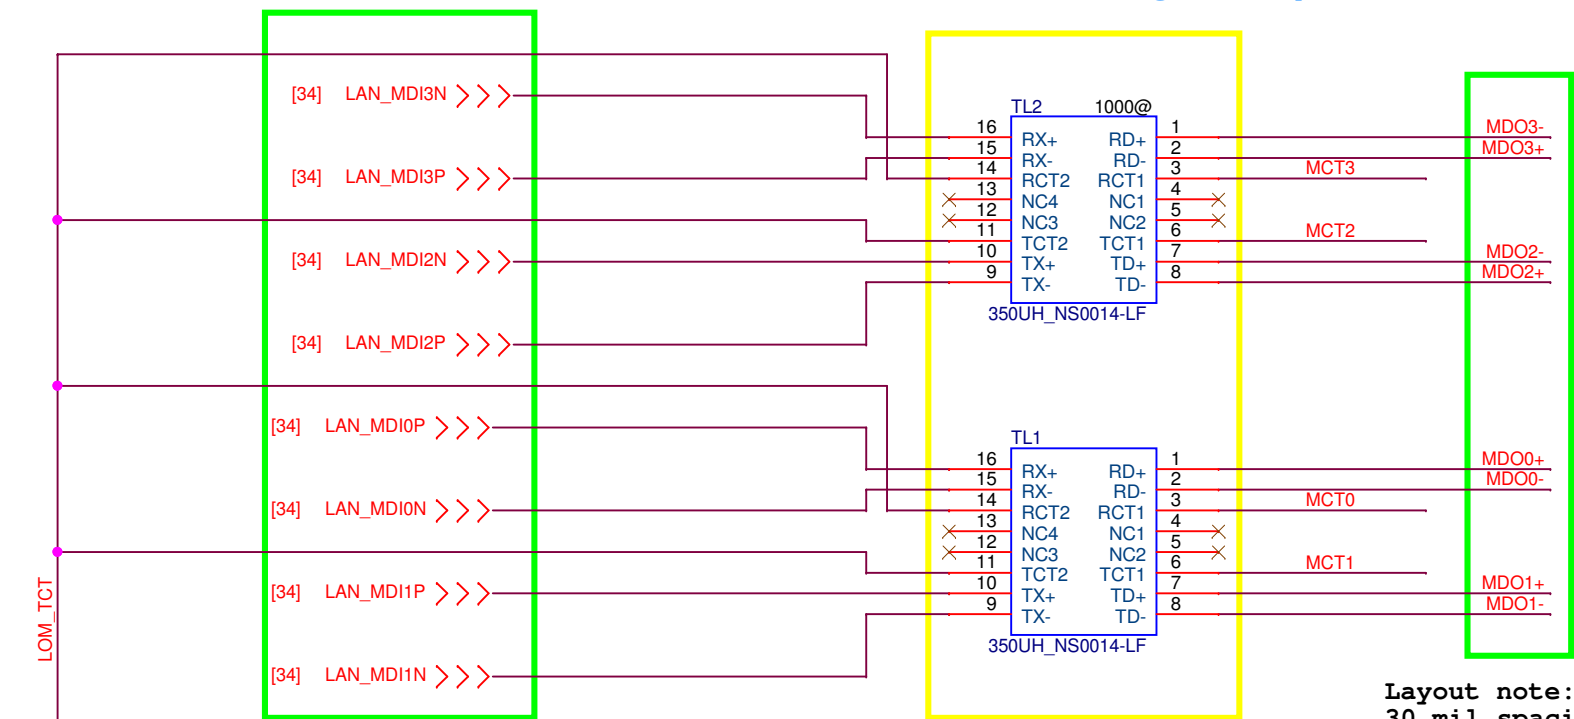 [34] LAN_MDI3N
[34] LAN_MDI3P
[34] LAN_MDI2N
[34] LAN_MDI2P
[34] LAN_MDI0P
[34] LAN_MDI0N
[34] LAN_MDI1P
[34] LAN_MDI1N
LOM_TCT
TL2 1000@
16 RX+ RD+ 1
15 RX- RD- 2
14 RCT2 RCT1 3
13 NC4 NC1 4
12 NC3 NC2 5
11 TCT2 TCT1 6
10 TX+ TD+ 7
9 TX- TD- 8
350UH_NS0014-LF
MDO3-
MDO3+
MCT3
MCT2
MDO2-
MDO2+
TL1
16 RX+ RD+ 1
15 RX- RD- 2
14 RCT2 RCT1 3
13 NC4 NC1 4
12 NC3 NC2 5
11 TCT2 TCT1 6
10 TX+ TD+ 7
9 TX- TD- 8
350UH_NS0014-LF
MDO0+
MDO0-
MCT0
MCT1
MDO1+
MDO1-
Layout note:
30 mil spaci